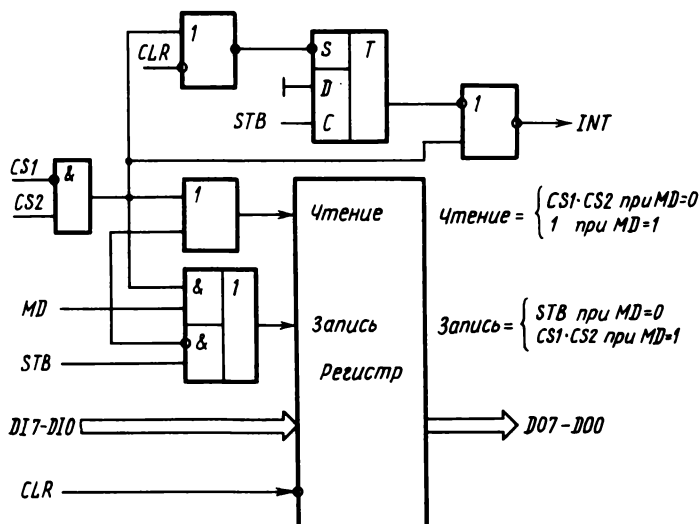 1
CLR
S T
D
STB C
1
INT
CS1
CS2
&
1
Чтение
Чтение = { CS1·CS2 при MD=0
1 при MD=1
MD
& 1
&
STB
Запись
Запись = { STB при MD=0
CS1·CS2 при MD=1
Регистр
DI7-DI0
DO7-DO0
CLR